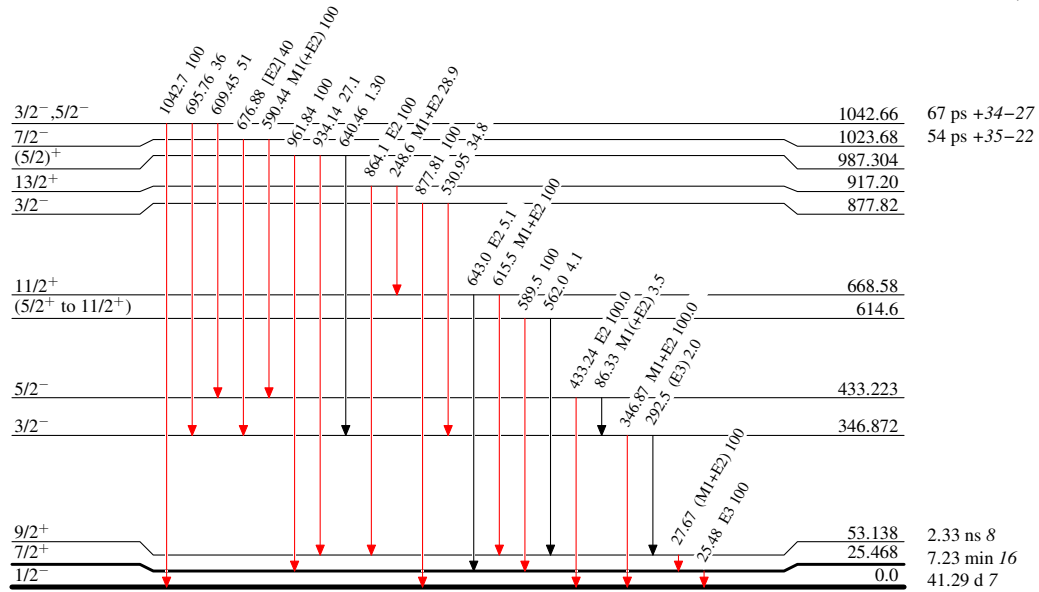 1042.7 100
695.76 36
609.45 51
676.88 [E2] 40
590.44 M1(+E2) 100
961.84 100
934.14 27.1
640.46 1.30
864.1 E2 100
248.6 M1+E2 28.9
877.81 100
530.95 34.8
643.0 E2 5.1
615.5 M1+E2 100
589.5 100
562.0 4.1
433.24 E2 100.0
86.33 M1(+E2) 3.5
346.87 M1+E2 100.0
292.5 (E3) 2.0
27.67 (M1+E2) 100
25.48 E3 100
3/2⁻,5/2⁻ 1042.66 67 ps +34−27
7/2⁻ 1023.68 54 ps +35−22
(5/2)⁺ 987.304
13/2⁺ 917.20
3/2⁻ 877.82
11/2⁺ 668.58
(5/2⁺ to 11/2⁺) 614.6
5/2⁻ 433.223
3/2⁻ 346.872
9/2⁺ 53.138 2.33 ns 8
7/2⁺ 25.468 7.23 min 16
1/2⁻ 0.0 41.29 d 7